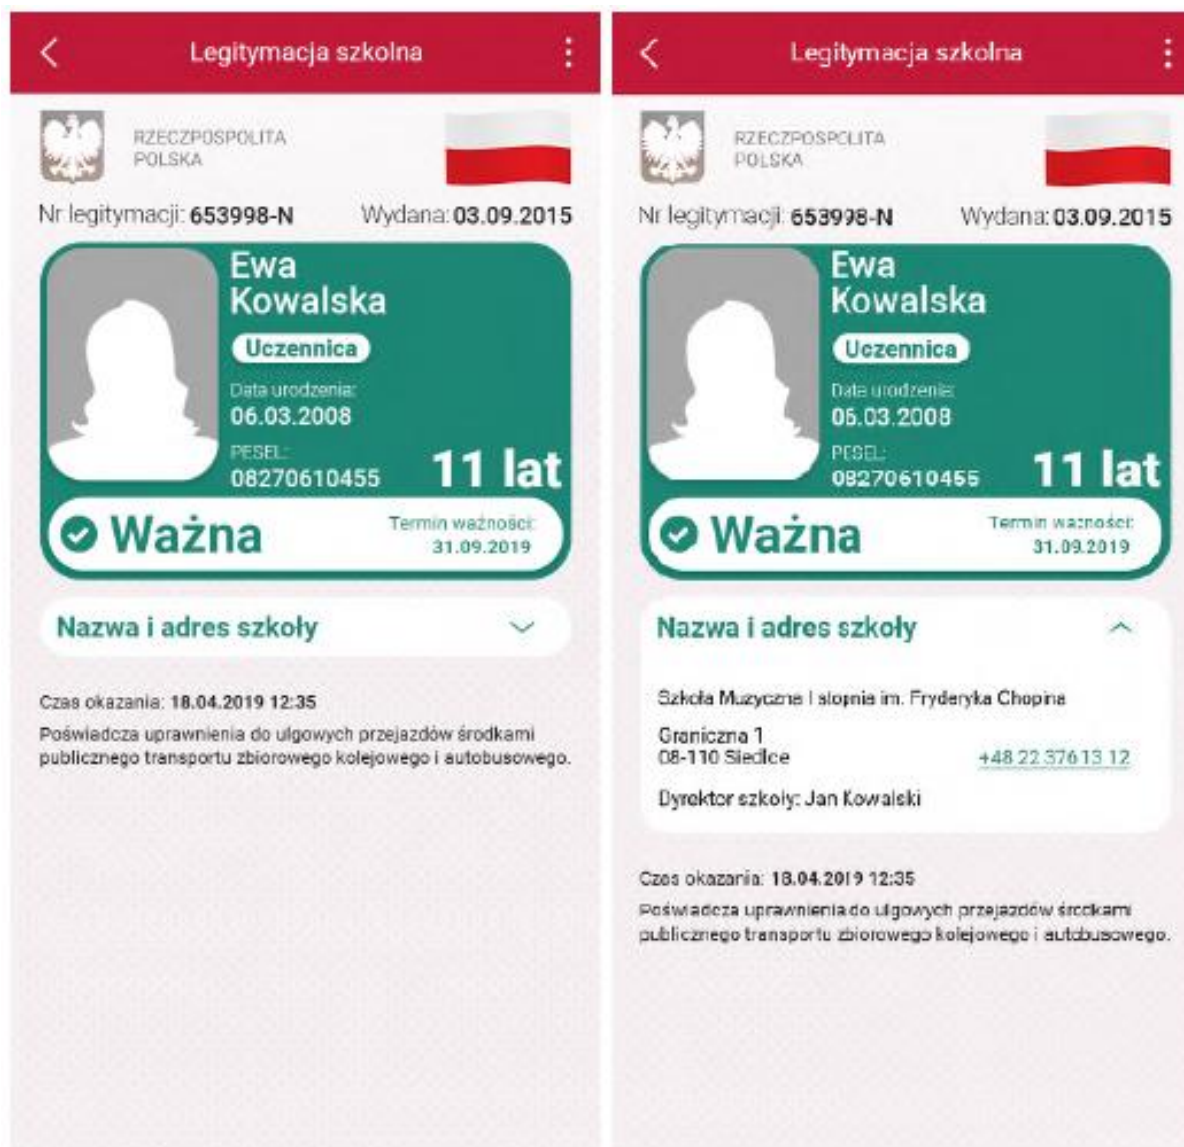 Legitymacja szkolna
RZECZPOSPOLITA
POLSKA
Nr legitymacji: 653998-N Wydana: 03.09.2015
Ewa
Kowalska
Uczennica
Data urodzenia:
06.03.2008
PESEL:
08270610455 11 lat
Ważna
Termin ważności:
31.09.2019
Nazwa i adres szkoły
Czas okazania: 18.04.2019 12:35
Poświadcza uprawnienia do ulgowych przejazdów środkami
publicznego transportu zbiorowego kolejowego i autobusowego.
Legitymacja szkolna
RZECZPOSPOLITA
POLSKA
Nr legitymacji: 653998-N Wydana: 03.09.2015
Ewa
Kowalska
Uczennica
Data urodzenia:
06.03.2008
PESEL:
08270610455 11 lat
Ważna
Termin ważności:
31.09.2019
Nazwa i adres szkoły
Szkoła Muzyczna I stopnia im. Fryderyka Chopina
Graniczna 1
08-110 Siedlce +48 22 376 13 12
Dyrektor szkoły: Jan Kowalski
Czas okazania: 18.04.2019 12:35
Poświadcza uprawnienia do ulgowych przejazdów środkami
publicznego transportu zbiorowego kolejowego i autobusowego.